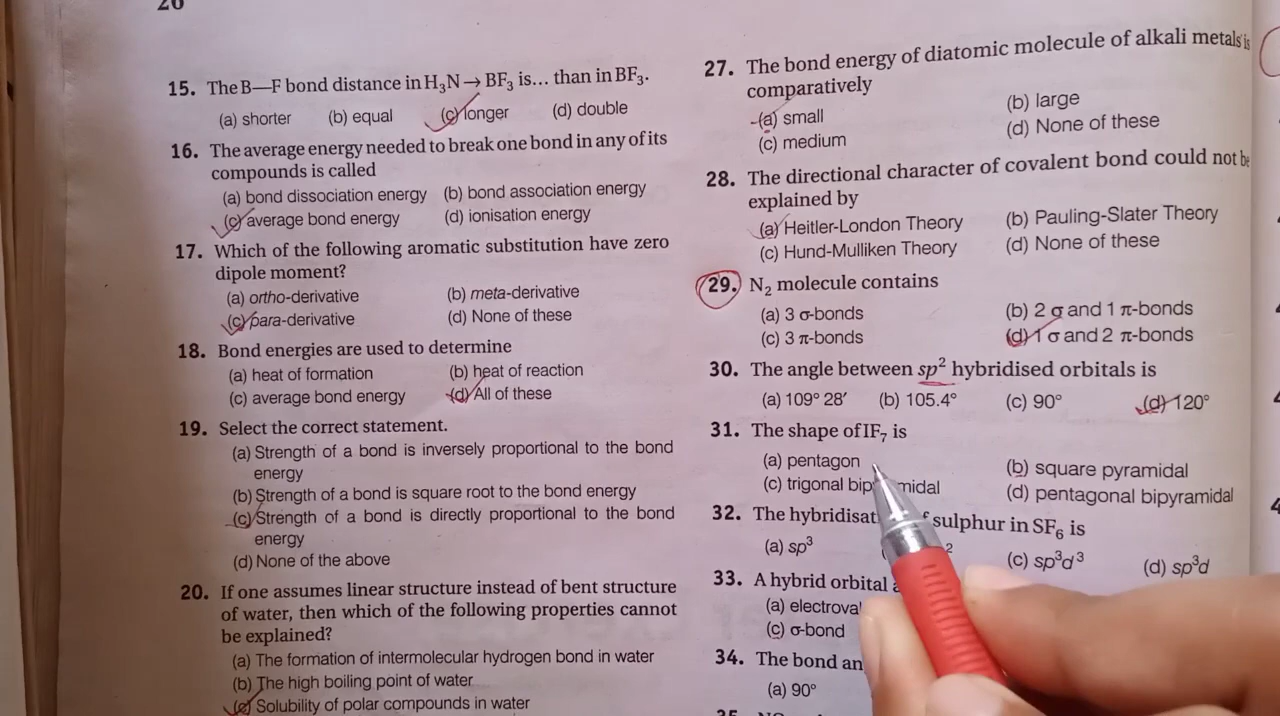 26
15. The B—F bond distance in H₃N → BF₃ is... than in BF₃.
(a) shorter (b) equal (c) longer (d) double
16. The average energy needed to break one bond in any of its
compounds is called
(a) bond dissociation energy (b) bond association energy
(c) average bond energy (d) ionisation energy
17. Which of the following aromatic substitution have zero
dipole moment?
(a) ortho-derivative (b) meta-derivative
(c) para-derivative (d) None of these
18. Bond energies are used to determine
(a) heat of formation (b) heat of reaction
(c) average bond energy (d) All of these
19. Select the correct statement.
(a) Strength of a bond is inversely proportional to the bond
energy
(b) Strength of a bond is square root to the bond energy
(c) Strength of a bond is directly proportional to the bond
energy
(d) None of the above
20. If one assumes linear structure instead of bent structure
of water, then which of the following properties cannot
be explained?
(a) The formation of intermolecular hydrogen bond in water
(b) The high boiling point of water
(c) Solubility of polar compounds in water
27. The bond energy of diatomic molecule of alkali metals is
comparatively
(a) small (b) large
(c) medium (d) None of these
28. The directional character of covalent bond could not be
explained by
(a) Heitler-London Theory (b) Pauling-Slater Theory
(c) Hund-Mulliken Theory (d) None of these
29. N₂ molecule contains
(a) 3 σ-bonds (b) 2 σ and 1 π-bonds
(c) 3 π-bonds (d) 1 σ and 2 π-bonds
30. The angle between sp² hybridised orbitals is
(a) 109° 28′ (b) 105.4° (c) 90° (d) 120°
31. The shape of IF₇ is
(a) pentagon (b) square pyramidal
(c) trigonal (d) pentagonal bipyramidal
32. The sulphur in SF₆ is
(a) sp³ (c) sp³d³ (d) sp³d
33. A hybrid orbital
(a)
(c) σ-bond
34. The bond
(a) 90°